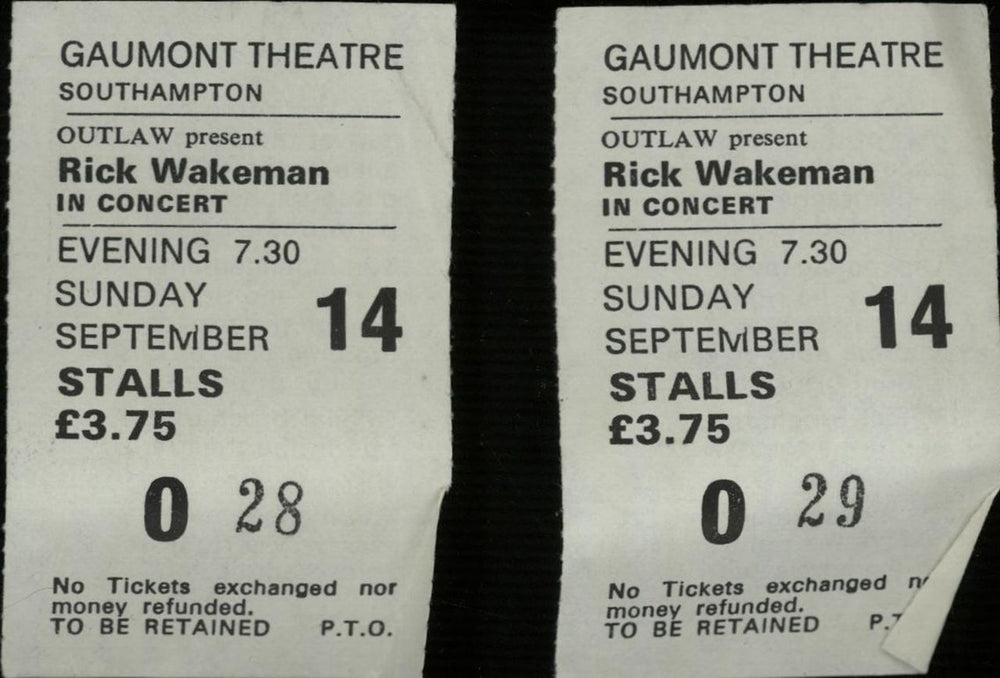 GAUMONT THEATRE
SOUTHAMPTON
OUTLAW present
Rick Wakeman
IN CONCERT
EVENING 7.30
SUNDAY
SEPTEMBER 14
STALLS
£3.75
O 28
No Tickets exchanged nor
money refunded.
TO BE RETAINED P.T.O.
GAUMONT THEATRE
SOUTHAMPTON
OUTLAW present
Rick Wakeman
IN CONCERT
EVENING 7.30
SUNDAY
SEPTEMBER 14
STALLS
£3.75
O 29
No Tickets exchanged
money refunded.
TO BE RETAINED